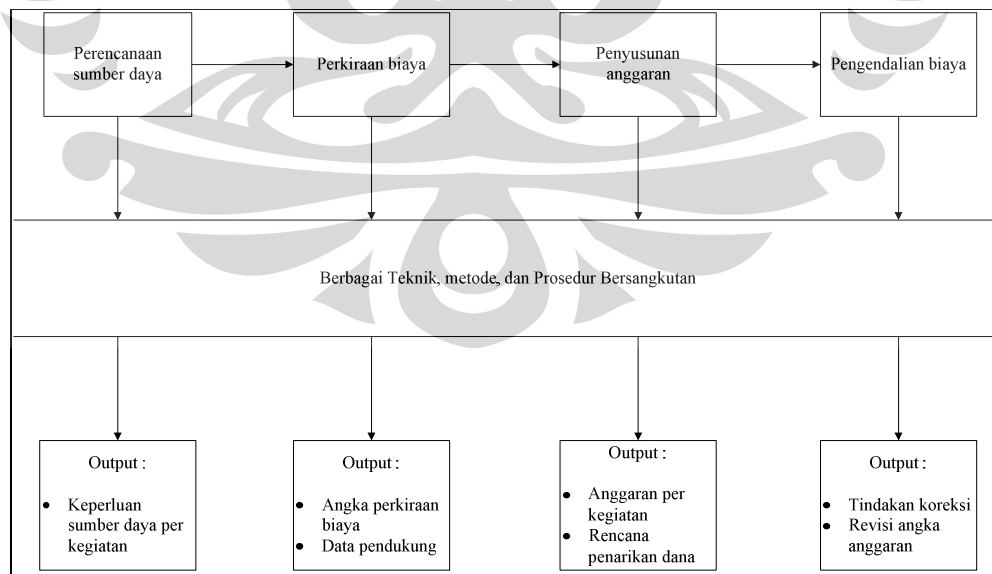 Perencanaan
sumber daya
Perkiraan biaya
Penyusunan
anggaran
Pengendalian biaya
Berbagai Teknik, metode, dan Prosedur Bersangkutan
Output :
• Keperluan
sumber daya per
kegiatan
Output :
• Angka perkiraan
biaya
• Data pendukung
Output :
• Anggaran per
kegiatan
• Rencana
penarikan dana
Output :
• Tindakan koreksi
• Revisi angka
anggaran